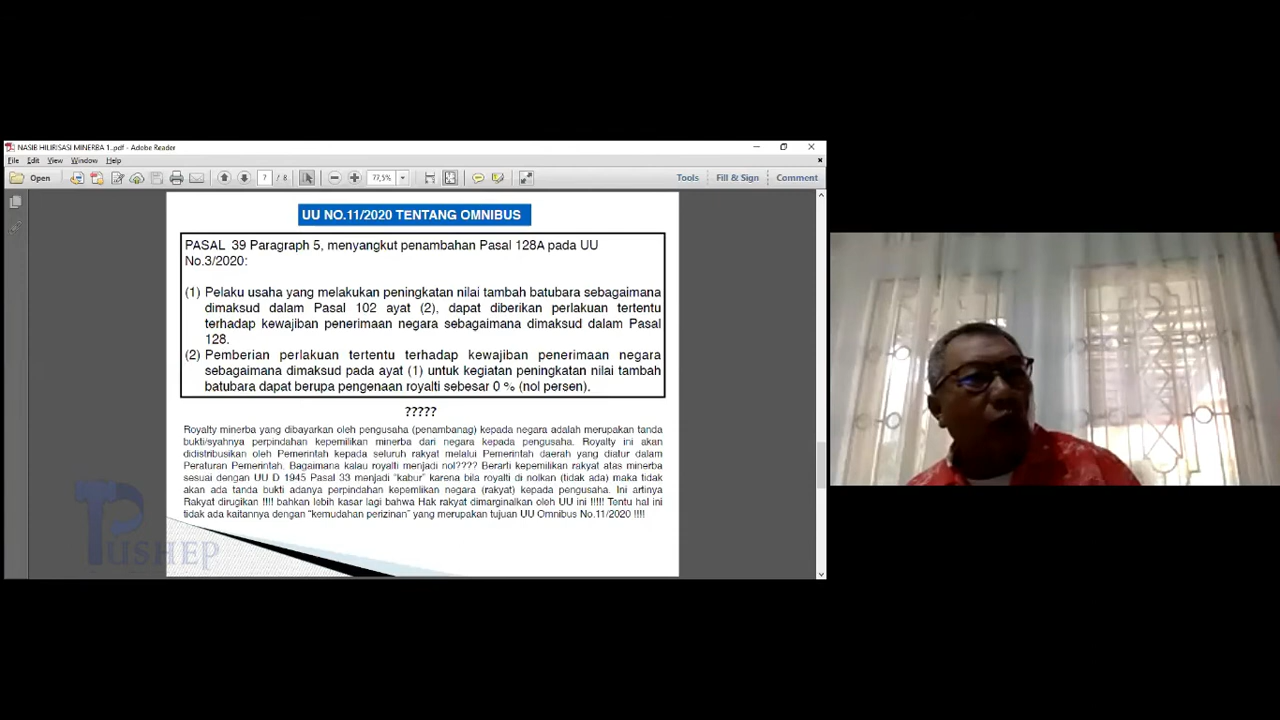 NASIB HILIRISASI MINERBA 1..pdf - Adobe Reader
File Edit View Window Help
Open 7 / 8 77,5% Tools Fill & Sign Comment
UU NO.11/2020 TENTANG OMNIBUS
PASAL 39 Paragraph 5, menyangkut penambahan Pasal 128A pada UU
No.3/2020:
(1) Pelaku usaha yang melakukan peningkatan nilai tambah batubara sebagaimana
dimaksud dalam Pasal 102 ayat (2), dapat diberikan perlakuan tertentu
terhadap kewajiban penerimaan negara sebagaimana dimaksud dalam Pasal
128.
(2) Pemberian perlakuan tertentu terhadap kewajiban penerimaan negara
sebagaimana dimaksud pada ayat (1) untuk kegiatan peningkatan nilai tambah
batubara dapat berupa pengenaan royalti sebesar 0 % (nol persen).
?????
Royalty minerba yang dibayarkan oleh pengusaha (penambanag) kepada negara adalah merupakan tanda
bukti/syahnya perpindahan kepemilikan minerba dari negara kepada pengusaha. Royalty ini akan
didistribusikan oleh Pemerintah kepada seluruh rakyat melalui Pemerintah daerah yang diatur dalam
Peraturan Pemerintah. Bagaimana kalau royalti menjadi nol???? Berarti kepemilikan rakyat atas minerba
sesuai dengan UU D 1945 Pasal 33 menjadi “kabur” karena bila royalti di nolkan (tidak ada) maka tidak
akan ada tanda bukti adanya perpindahan kepemlikan negara (rakyat) kepada pengusaha. Ini artinya
Rakyat dirugikan !!!! bahkan lebih kasar lagi bahwa Hak rakyat dimarginalkan oleh UU ini !!!!! Tentu hal ini
tidak ada kaitannya dengan “kemudahan perizinan” yang merupakan tujuan UU Omnibus No.11/2020 !!!!
PUSHEP